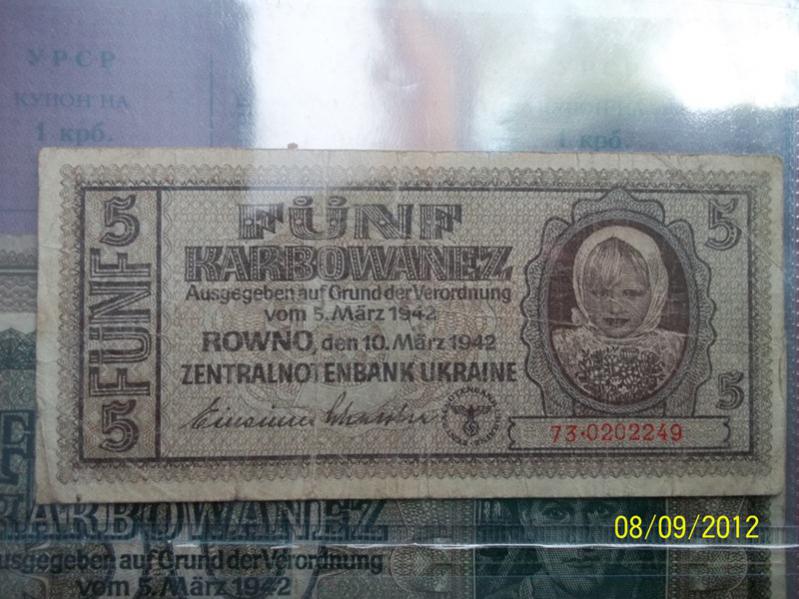 УРСР
КУПОН НА
1 крб.
КУПОН НА
1 крб.
5
FÜNF
5
FÜNF
KARBOWANEZ
Ausgegeben auf Grund der Verordnung
vom 5. März 1942
ROWNO, den 10. März 1942
ZENTRALNOTENBANK UKRAINE
5
5
73·0202249
KARBOWANEZ
Ausgegeben auf Grund der Verordnung
vom 5. März 1942
08/09/2012